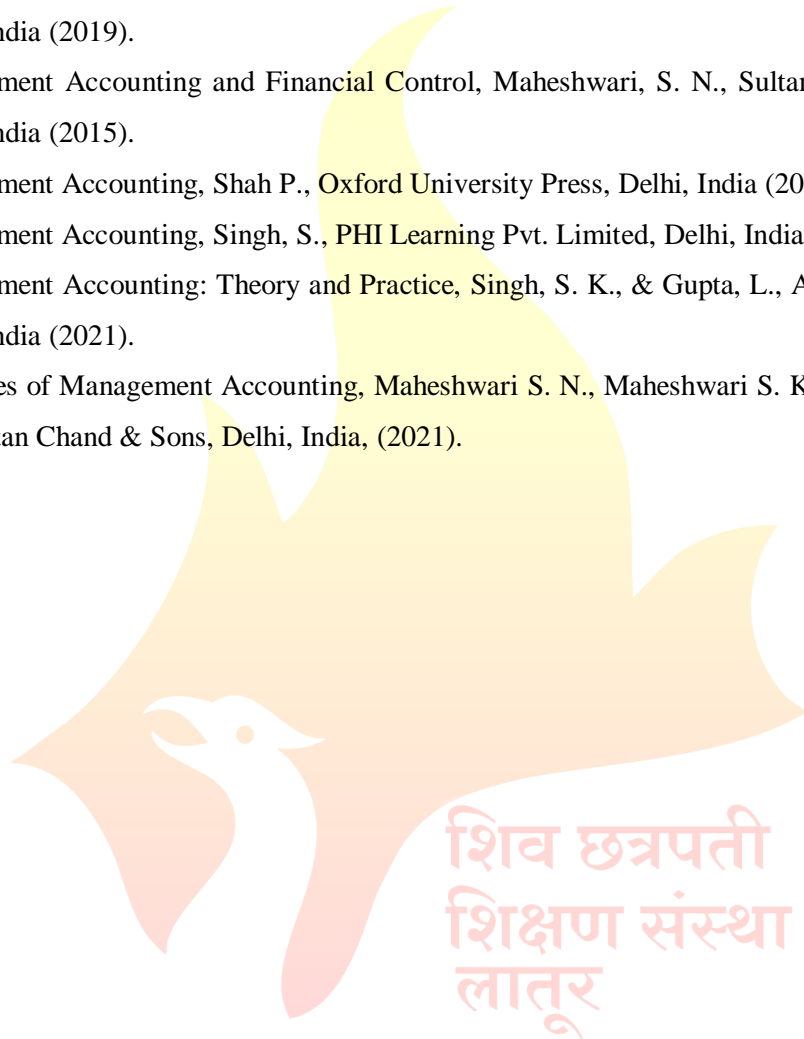 ndia (2019).
ment Accounting and Financial Control, Maheshwari, S. N., Sultan
ndia (2015).
ment Accounting, Shah P., Oxford University Press, Delhi, India (20
ment Accounting, Singh, S., PHI Learning Pvt. Limited, Delhi, India
ment Accounting: Theory and Practice, Singh, S. K., & Gupta, L., A
ndia (2021).
es of Management Accounting, Maheshwari S. N., Maheshwari S. K
tan Chand & Sons, Delhi, India, (2021).
शिव छत्रपती
शिक्षण संस्था
लातूर